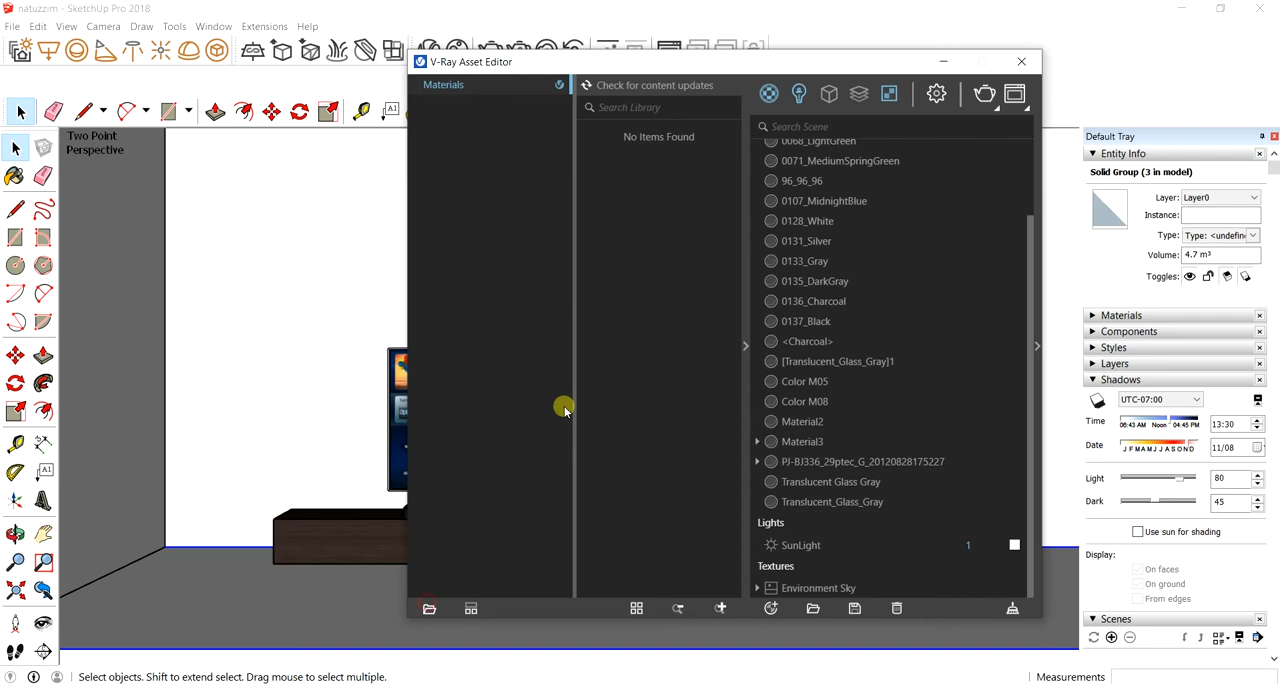 natuzzim - SketchUp Pro 2018
File Edit View Camera Draw Tools Window Extensions Help
V-Ray Asset Editor
Materials
Check for content updates
Search Library
No Items Found
Search Scene
0068_LightGreen
0071_MediumSpringGreen
96_96_96
0107_MidnightBlue
0128_White
0131_Silver
0133_Gray
0135_DarkGray
0136_Charcoal
0137_Black
<Charcoal>
[Translucent_Glass_Gray]1
Color M05
Color M08
Material2
Material3
PJ-BJ336_29ptec_G_20120828175227
Translucent Glass Gray
Translucent_Glass_Gray
Lights
SunLight 1
Textures
Environment Sky
A1
Two Point
Perspective
A1
Default Tray
Entity Info
Solid Group (3 in model)
Layer: Layer0
Instance:
Type: Type: <undefin
Volume: 4.7 m³
Toggles:
Materials
Components
Styles
Layers
Shadows
UTC-07:00
Time 06:43 AM Noon 04:45 PM 13:30
Date J F M A M J J A S O N D 11/08
Light 80
Dark 45
Use sun for shading
Display:
On faces
On ground
From edges
Scenes
Select objects. Shift to extend select. Drag mouse to select multiple.
Measurements